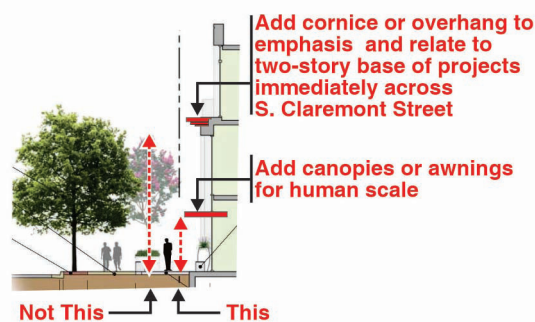 Add cornice or overhang to
emphasis and relate to
two-story base of projects
immediately across
S. Claremont Street
Add canopies or awnings
for human scale
Not This
This